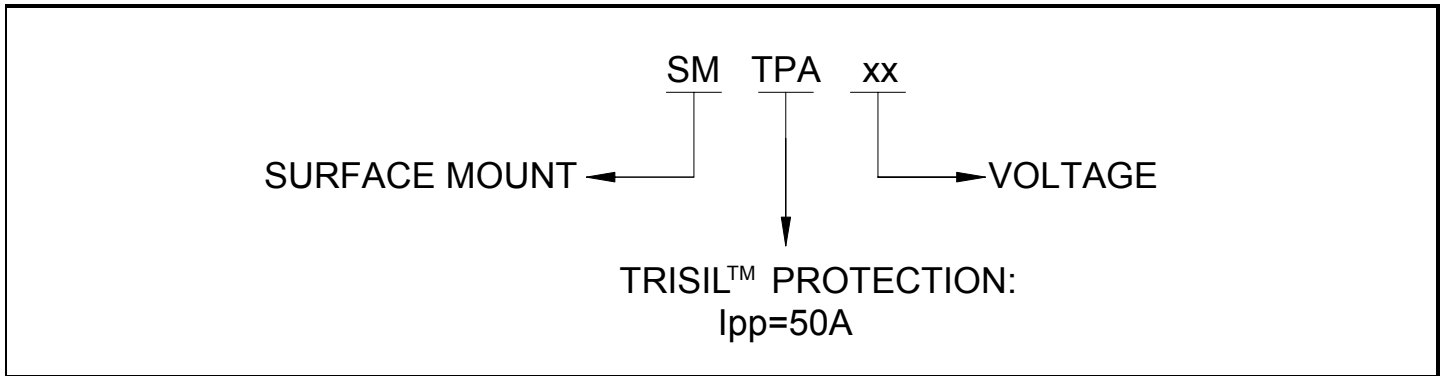 SM TPA xx
SURFACE MOUNT
VOLTAGE
TRISIL™ PROTECTION:
Ipp=50A